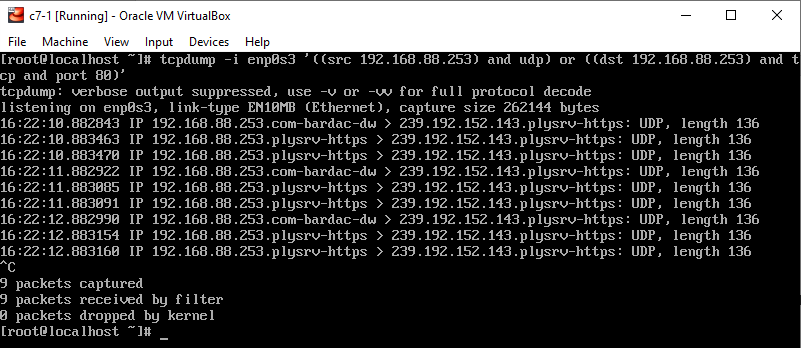 c7-1 [Running] - Oracle VM VirtualBox
File Machine View Input Devices Help
[root@localhost ~]# tcpdump -i enp0s3 '((src 192.168.88.253) and udp) or ((dst 192.168.88.253) and t
cp and port 80)'
tcpdump: verbose output suppressed, use -v or -vv for full protocol decode
listening on enp0s3, link-type EN10MB (Ethernet), capture size 262144 bytes
16:22:10.882843 IP 192.168.88.253.com-bardac-dw > 239.192.152.143.plysrv-https: UDP, length 136
16:22:10.883463 IP 192.168.88.253.plysrv-https > 239.192.152.143.plysrv-https: UDP, length 136
16:22:10.883470 IP 192.168.88.253.plysrv-https > 239.192.152.143.plysrv-https: UDP, length 136
16:22:11.882922 IP 192.168.88.253.com-bardac-dw > 239.192.152.143.plysrv-https: UDP, length 136
16:22:11.883085 IP 192.168.88.253.plysrv-https > 239.192.152.143.plysrv-https: UDP, length 136
16:22:11.883091 IP 192.168.88.253.plysrv-https > 239.192.152.143.plysrv-https: UDP, length 136
16:22:12.882990 IP 192.168.88.253.com-bardac-dw > 239.192.152.143.plysrv-https: UDP, length 136
16:22:12.883154 IP 192.168.88.253.plysrv-https > 239.192.152.143.plysrv-https: UDP, length 136
16:22:12.883160 IP 192.168.88.253.plysrv-https > 239.192.152.143.plysrv-https: UDP, length 136
^C
9 packets captured
9 packets received by filter
0 packets dropped by kernel
[root@localhost ~]# _